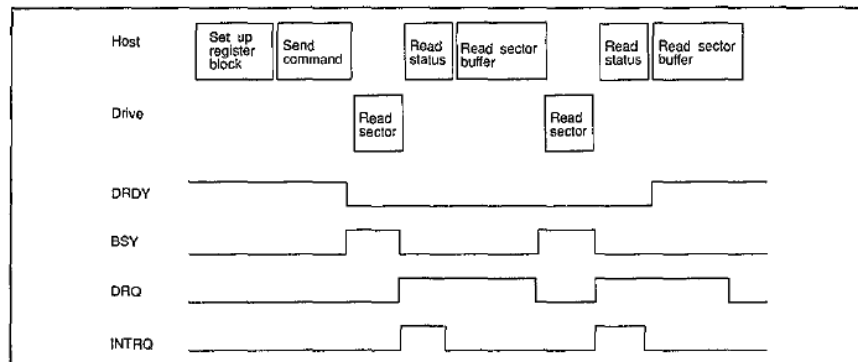 Host
Set up
register
block
Send
command
Read
status
Read sector
buffer
Read
status
Read sector
buffer
Drive
Read
sector
Read
sector
DRDY
BSY
DRQ
INTRQ